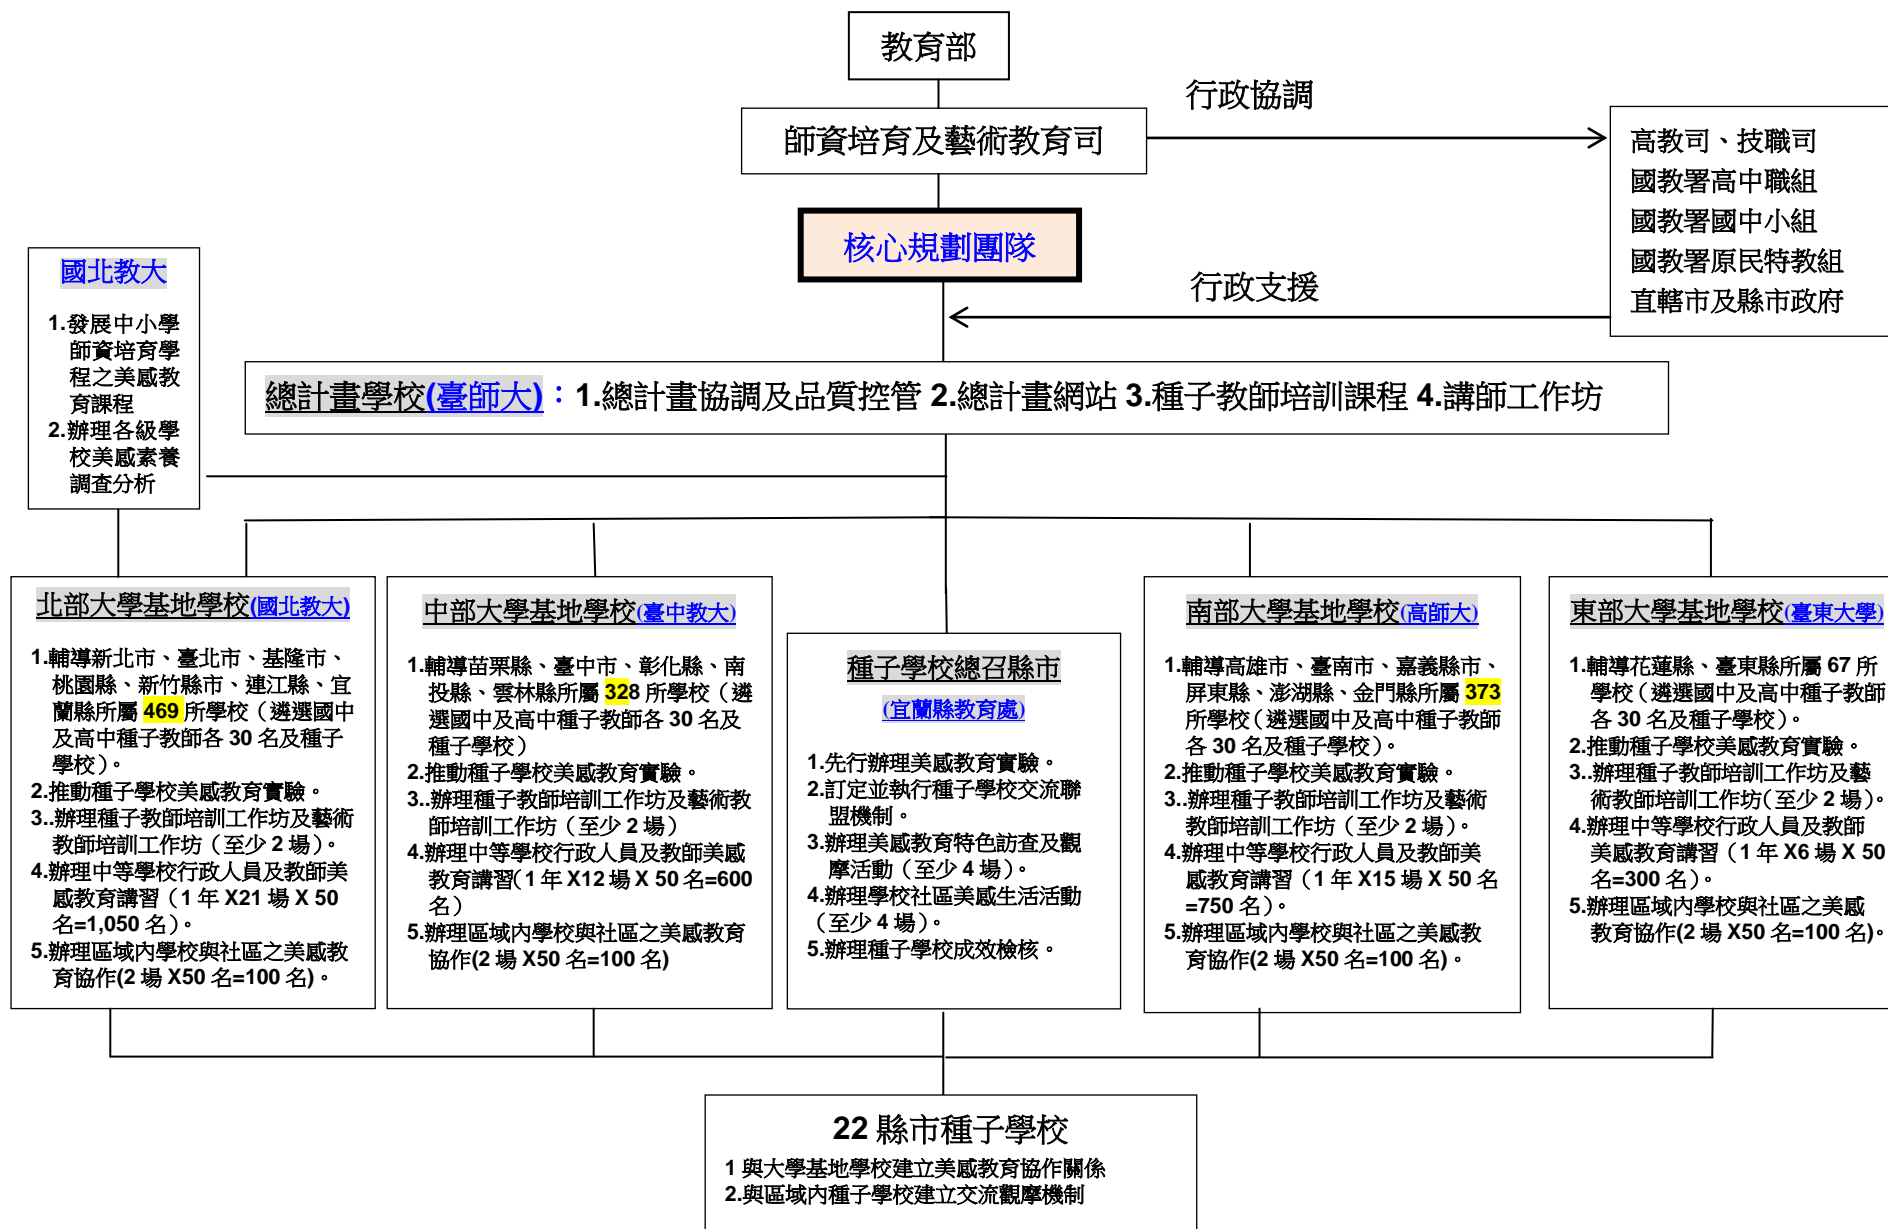 教育部
行政協調
師資培育及藝術教育司
高教司、技職司
國教署高中職組
國教署國中小組
國教署原民特教組
直轄市及縣市政府
核心規劃團隊
行政支援
國北教大
1.發展中小學
師資培育學
程之美感教
育課程
2.辦理各級學
校美感素養
調查分析
總計畫學校(臺師大)：1.總計畫協調及品質控管 2.總計畫網站 3.種子教師培訓課程 4.講師工作坊
北部大學基地學校(國北教大)
1.輔導新北市、臺北市、基隆市、
桃園縣、新竹縣市、連江縣、宜
蘭縣所屬 469 所學校（遴選國中
及高中種子教師各 30 名及種子
學校）。
2.推動種子學校美感教育實驗。
3..辦理種子教師培訓工作坊及藝術
教師培訓工作坊（至少 2 場）。
4.辦理中等學校行政人員及教師美
感教育講習（1 年 X21 場 X 50
名=1,050 名）。
5.辦理區域內學校與社區之美感教
育協作(2 場 X50 名=100 名)。
中部大學基地學校(臺中教大)
1.輔導苗栗縣、臺中市、彰化縣、南
投縣、雲林縣所屬 328 所學校（遴
選國中及高中種子教師各 30 名及
種子學校）
2.推動種子學校美感教育實驗。
3..辦理種子教師培訓工作坊及藝術教
師培訓工作坊（至少 2 場）
4.辦理中等學校行政人員及教師美感
教育講習（1 年 X12 場 X 50 名=600
名）
5.辦理區域內學校與社區之美感教育
協作(2 場 X50 名=100 名)
種子學校總召縣市
(宜蘭縣教育處)
1.先行辦理美感教育實驗。
2.訂定並執行種子學校交流聯
盟機制。
3.辦理美感教育特色訪查及觀
摩活動（至少 4 場）。
4.辦理學校社區美感生活活動
（至少 4 場）。
5.辦理種子學校成效檢核。
南部大學基地學校(高師大)
1.輔導高雄市、臺南市、嘉義縣市、
屏東縣、澎湖縣、金門縣所屬 373
所學校（遴選國中及高中種子教師
各 30 名及種子學校）。
2.推動種子學校美感教育實驗。
3..辦理種子教師培訓工作坊及藝術
教師培訓工作坊（至少 2 場）。
4.辦理中等學校行政人員及教師美
感教育講習（1 年 X15 場 X 50 名
=750 名）。
5.辦理區域內學校與社區之美感教
育協作(2 場 X50 名=100 名)。
東部大學基地學校(臺東大學)
1.輔導花蓮縣、臺東縣所屬 67 所
學校（遴選國中及高中種子教師
各 30 名及種子學校）。
2.推動種子學校美感教育實驗。
3..辦理種子教師培訓工作坊及藝
術教師培訓工作坊（至少 2 場）。
4.辦理中等學校行政人員及教師
美感教育講習（1 年 X6 場 X 50
名=300 名）。
5.辦理區域內學校與社區之美感
教育協作(2 場 X50 名=100 名)。
22 縣市種子學校
1 與大學基地學校建立美感教育協作關係
2.與區域內種子學校建立交流觀摩機制